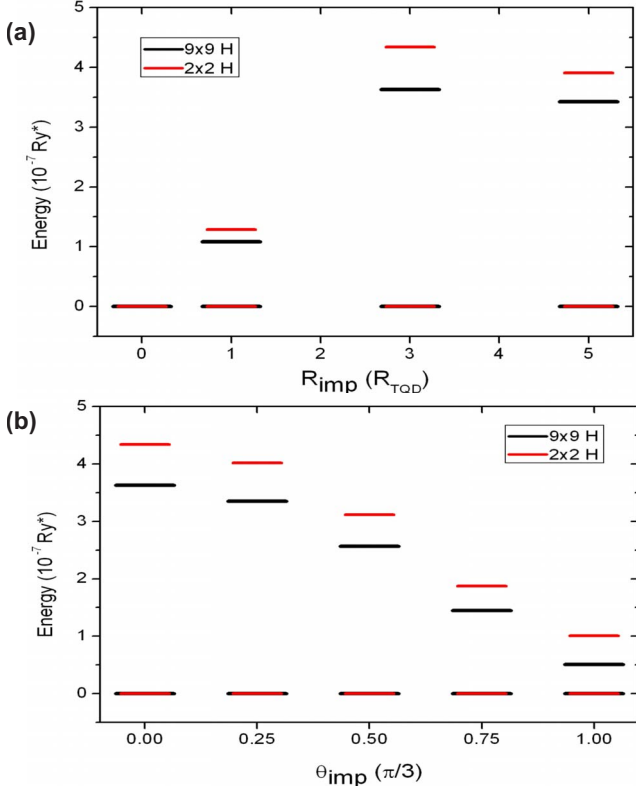 (a)
5
4
3
2
1
0
Energy (10⁻⁷ Ry*)
9x9 H
2x2 H
0
1
2
3
4
5
R_imp (R_TQD)
(b)
5
4
3
2
1
0
Energy (10⁻⁷ Ry*)
9x9 H
2x2 H
0.00
0.25
0.50
0.75
1.00
θ_imp (π/3)